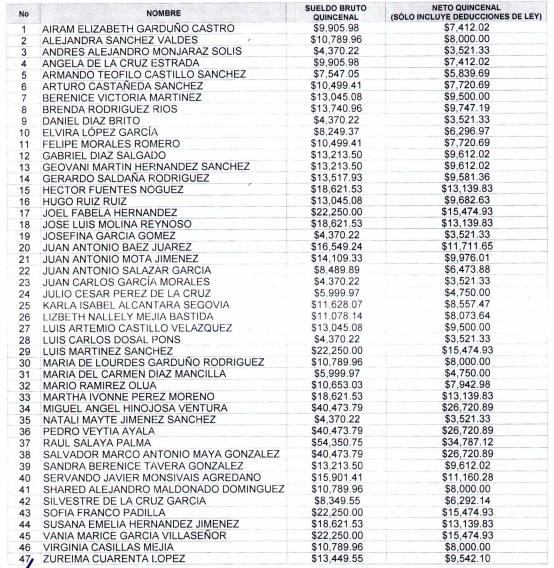 No NOMBRE SUELDO BRUTO QUINCENAL NETO QUINCENAL (SÓLO INCLUYE DEDUCCIONES DE LEY)
1 AIRAM ELIZABETH GARDUÑO CASTRO $9,905.98 $7,412.02
2 ALEJANDRA SANCHEZ VALDES $10,789.96 $8,000.00
3 ANDRES ALEJANDRO MONJARAZ SOLIS $4,370.22 $3,521.33
4 ANGELA DE LA CRUZ ESTRADA $9,905.98 $7,412.02
5 ARMANDO TEOFILO CASTILLO SANCHEZ $7,547.05 $5,839.69
6 ARTURO CASTAÑEDA SANCHEZ $10,499.41 $7,720.69
7 BERENICE VICTORIA MARTINEZ $13,045.08 $9,500.00
8 BRENDA RODRIGUEZ RIOS $13,740.96 $9,747.19
9 DANIEL DIAZ BRITO $4,370.22 $3,521.33
10 ELVIRA LÓPEZ GARCÍA $8,249.37 $6,296.97
11 FELIPE MORALES ROMERO $10,499.41 $7,720.69
12 GABRIEL DIAZ SALGADO $13,213.50 $9,612.02
13 GEOVANI MARTIN HERNANDEZ SANCHEZ $13,213.50 $9,612.02
14 GERARDO SALDAÑA RODRIGUEZ $13,517.93 $9,581.36
15 HECTOR FUENTES NOGUEZ $18,621.53 $13,139.83
16 HUGO RUIZ RUIZ $13,045.08 $9,682.63
17 JOEL FABELA HERNANDEZ $22,250.00 $15,474.93
18 JOSE LUIS MOLINA REYNOSO $18,621.53 $13,139.83
19 JOSEFINA GARCIA GOMEZ $4,370.22 $3,521.33
20 JUAN ANTONIO BAEZ JUAREZ $16,549.24 $11,711.65
21 JUAN ANTONIO MOTA JIMENEZ $14,109.33 $9,976.01
22 JUAN ANTONIO SALAZAR GARCIA $8,489.89 $6,473.88
23 JUAN CARLOS GARCÍA MORALES $4,370.22 $3,521.33
24 JULIO CESAR PEREZ DE LA CRUZ $5,999.97 $4,750.00
25 KARLA ISABEL ALCANTARA SEGOVIA $11,628.07 $8,557.47
26 LIZBETH NALLELY MEJIA BASTIDA $11,078.14 $8,073.64
27 LUIS ARTEMIO CASTILLO VELAZQUEZ $13,045.08 $9,500.00
28 LUIS CARLOS DOSAL PONS $4,370.22 $3,521.33
29 LUIS MARTINEZ SANCHEZ $22,250.00 $15,474.93
30 MARIA DE LOURDES GARDUÑO RODRIGUEZ $10,789.96 $8,000.00
31 MARIA DEL CARMEN DIAZ MANCILLA $5,999.97 $4,750.00
32 MARIO RAMIREZ OLUA $10,653.03 $7,942.98
33 MARTHA IVONNE PEREZ MORENO $18,621.53 $13,139.83
34 MIGUEL ANGEL HINOJOSA VENTURA $40,473.79 $26,720.89
35 NATALI MAYTE JIMENEZ SANCHEZ $4,370.22 $3,521.33
36 PEDRO VEYTIA AYALA $40,473.79 $26,720.89
37 RAUL SALAYA PALMA $54,350.75 $34,787.12
38 SALVADOR MARCO ANTONIO MAYA GONZALEZ $40,473.79 $26,720.89
39 SANDRA BERENICE TAVERA GONZALEZ $13,213.50 $9,612.02
40 SERVANDO JAVIER MONSIVAIS AGREDANO $15,901.41 $11,160.28
41 SHARED ALEJANDRO MALDONADO DOMINGUEZ $10,789.96 $8,000.00
42 SILVESTRE DE LA CRUZ GARCIA $8,349.55 $6,292.14
43 SOFIA FRANCO PADILLA $22,250.00 $15,474.93
44 SUSANA EMELIA HERNANDEZ JIMENEZ $18,621.53 $13,139.83
45 VANIA MARICE GARCIA VILLASEÑOR $22,250.00 $15,474.93
46 VIRGINIA CASILLAS MEJIA $10,789.96 $8,000.00
47 ZUREIMA CUARENTA LOPEZ $13,449.55 $9,542.10